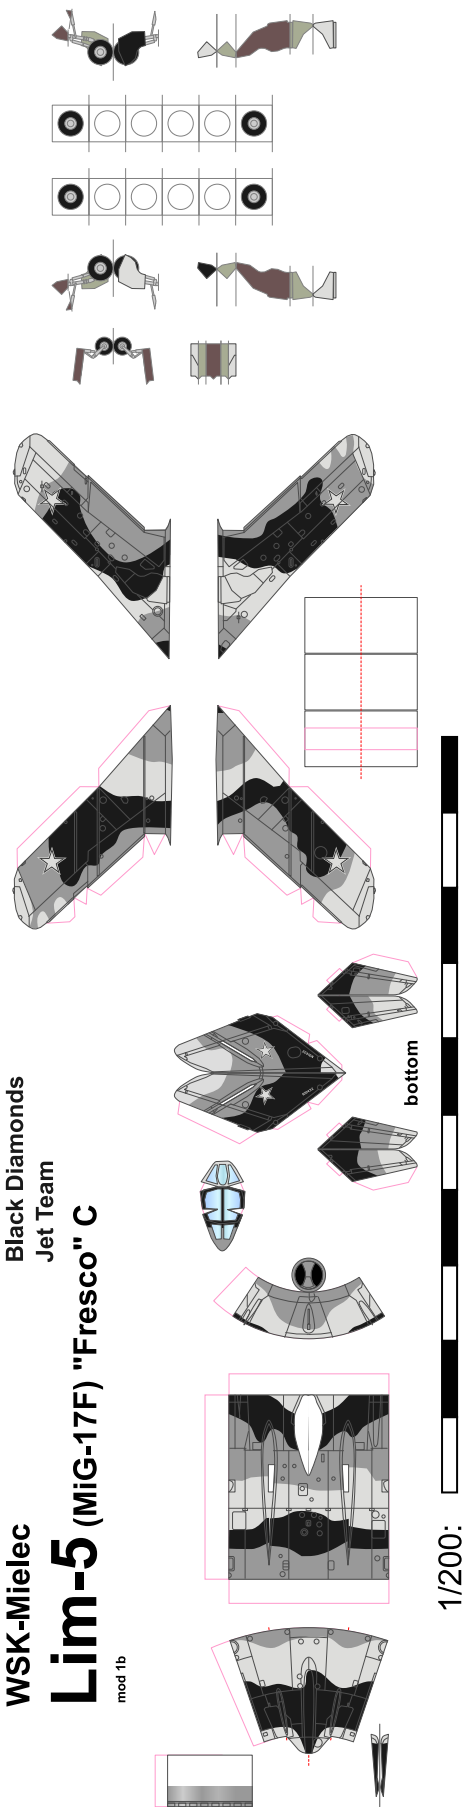 WSK-Mielec
Lim-5 (MiG-17F) "Fresco" C
mod 1b
Black Diamonds
Jet Team
bottom
1/200: